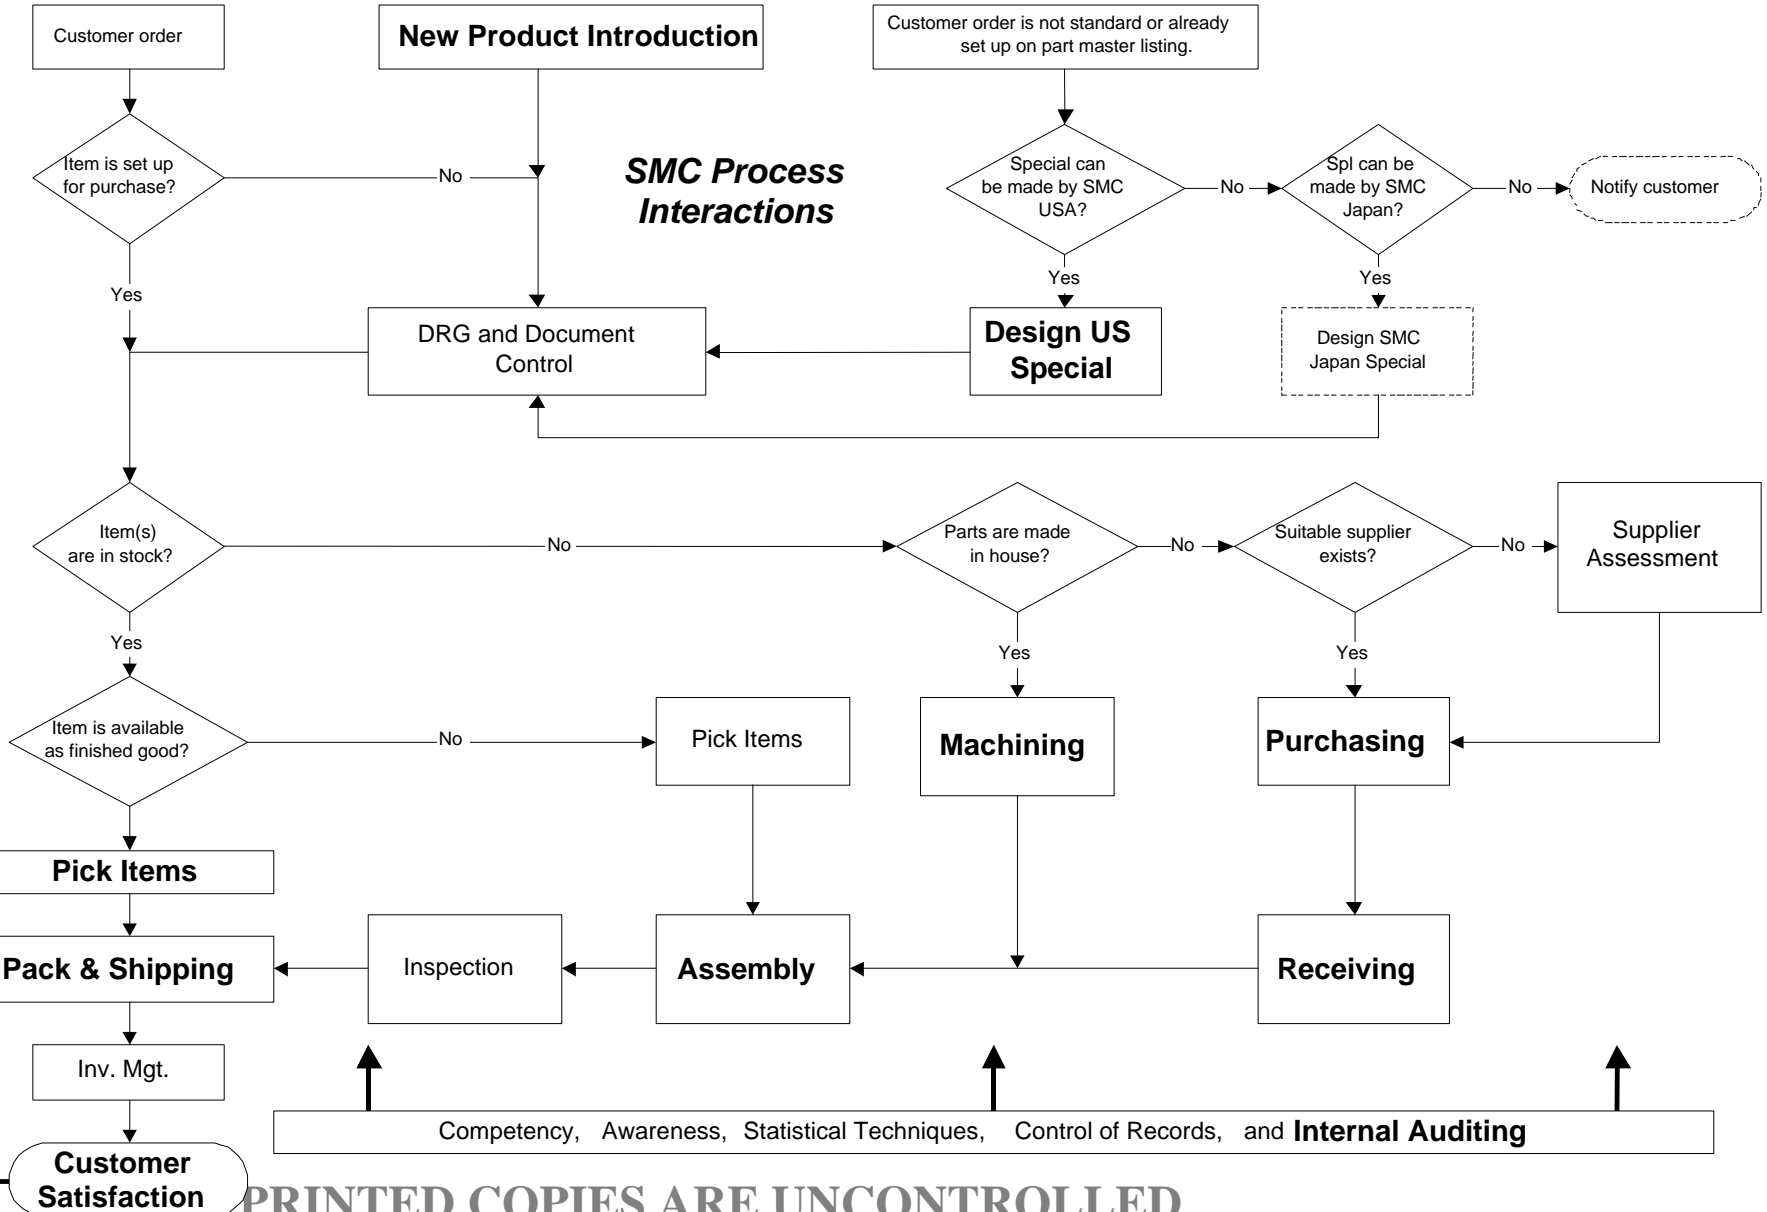 Customer order
New Product Introduction
Customer order is not standard or already
set up on part master listing.
Item is set up
for purchase?
No
SMC Process
Interactions
Special can
be made by SMC
USA?
No
Spl can be
made by SMC
Japan?
No
Notify customer
Yes
Yes
Yes
DRG and Document
Control
Design US
Special
Design SMC
Japan Special
Item(s)
are in stock?
No
Parts are made
in house?
No
Suitable supplier
exists?
No
Supplier
Assessment
Yes
Yes
Yes
Item is available
as finished good?
No
Pick Items
Machining
Purchasing
Pick Items
Pack & Shipping
Inspection
Assembly
Receiving
Inv. Mgt.
Competency, Awareness, Statistical Techniques, Control of Records, and Internal Auditing
Customer
Satisfaction
PRINTED COPIES ARE UNCONTROLLED